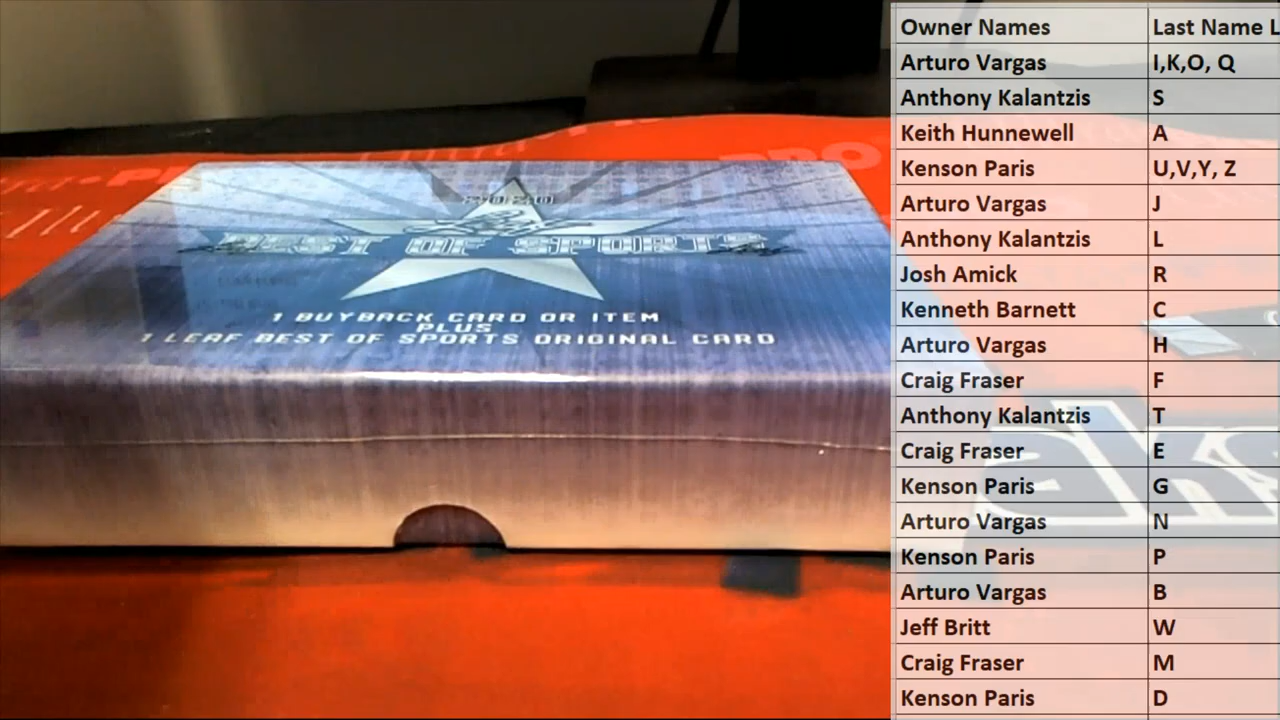 2020
Leaf
BEST OF SPORTS
1 BUYBACK CARD OR ITEM
PLUS
1 LEAF BEST OF SPORTS ORIGINAL CARD
PRO
Owner Names Last Name L
Arturo Vargas I,K,O, Q
Anthony Kalantzis S
Keith Hunnewell A
Kenson Paris U,V,Y, Z
Arturo Vargas J
Anthony Kalantzis L
Josh Amick R
Kenneth Barnett C
Arturo Vargas H
Craig Fraser F
Anthony Kalantzis T
Craig Fraser E
Kenson Paris G
Arturo Vargas N
Kenson Paris P
Arturo Vargas B
Jeff Britt W
Craig Fraser M
Kenson Paris D